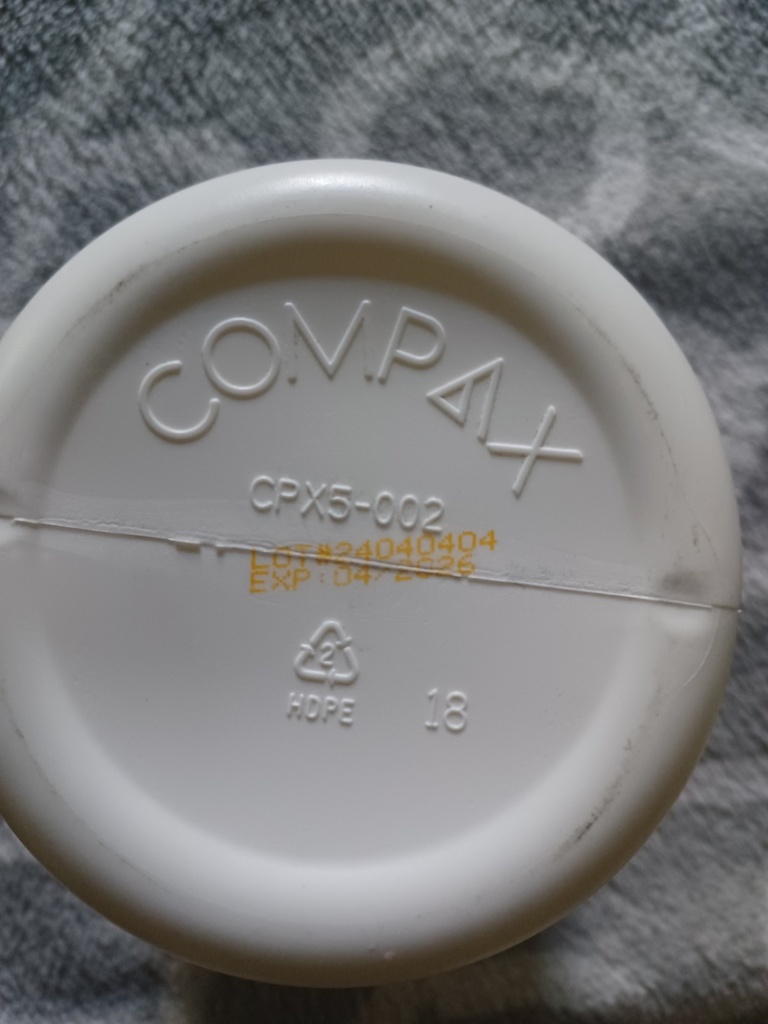 COMPAX
CPX5-002
LOT#24040404
EXP:04/2026
2
HDPE 18